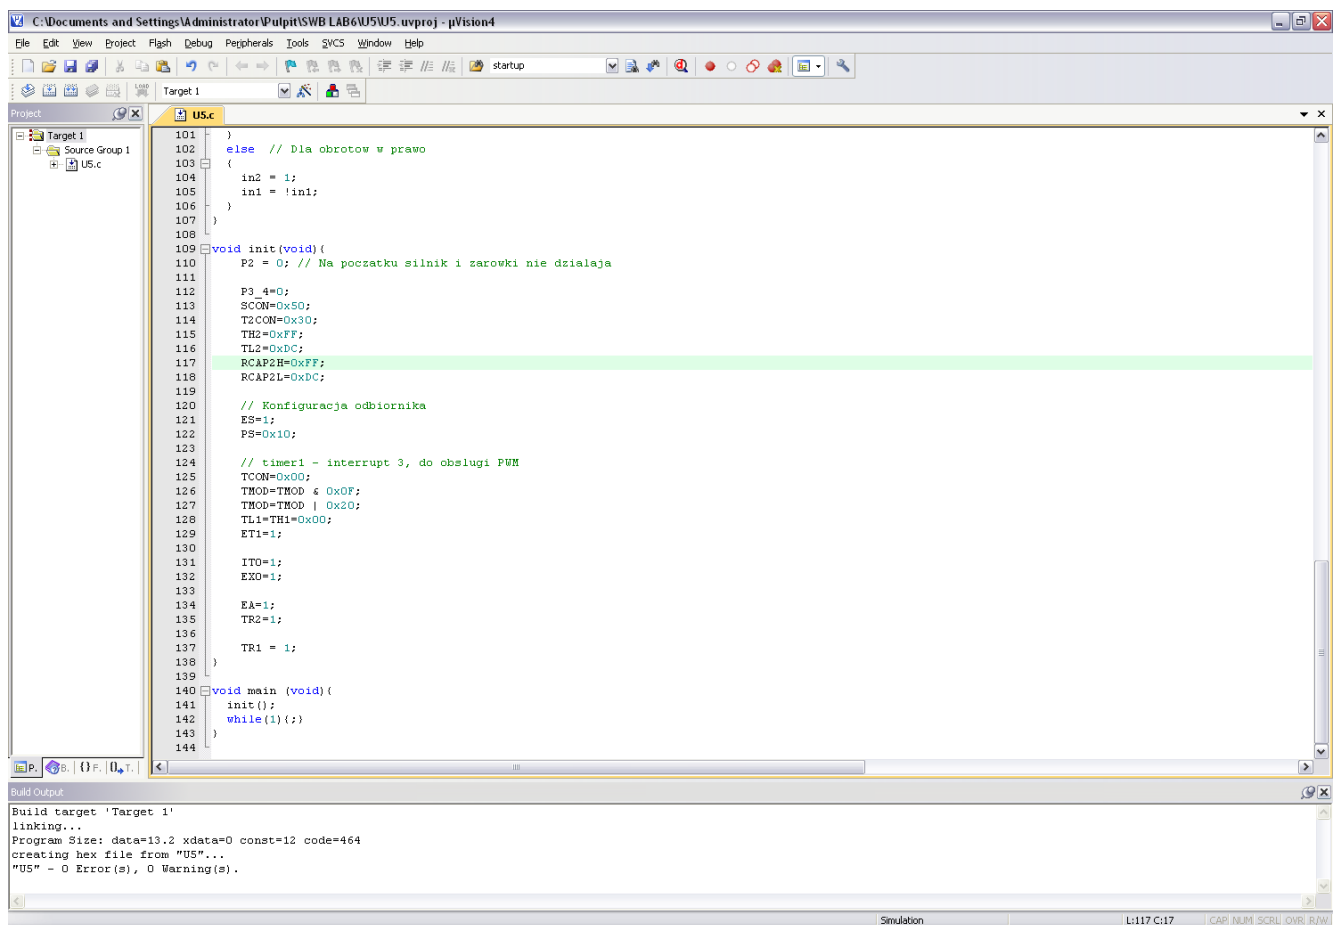 C:\Documents and Settings\Administrator\Pulpit\SWB LAB6\U5\U5.uvproj - µVision4
File Edit View Project Flash Debug Peripherals Tools SVCS Window Help
startup
LOAD Target 1
Project
U5.c
Target 1
Source Group 1
U5.c
101 }
102 else // Dla obrotow w prawo
103 {
104 in2 = 1;
105 in1 = !in1;
106 }
107 }
108
109 void init(void){
110 P2 = 0; // Na poczatku silnik i zarowki nie dzialaja
111
112 P3_4=0;
113 SCON=0x50;
114 T2CON=0x30;
115 TH2=0xFF;
116 TL2=0xDC;
117 RCAP2H=0xFF;
118 RCAP2L=0xDC;
119
120 // Konfiguracja odbiornika
121 ES=1;
122 PS=0x10;
123
124 // timer1 - interrupt 3, do obslugi PWM
125 TCON=0x00;
126 TMOD=TMOD & 0x0F;
127 TMOD=TMOD | 0x20;
128 TL1=TH1=0x00;
129 ET1=1;
130
131 IT0=1;
132 EX0=1;
133
134 EA=1;
135 TR2=1;
136
137 TR1 = 1;
138 }
139
140 void main (void){
141 init();
142 while(1){;}
143 }
144
P. B. {} F. 0 T.
Build Output
Build target 'Target 1'
linking...
Program Size: data=13.2 xdata=0 const=12 code=464
creating hex file from "U5"...
"U5" - 0 Error(s), 0 Warning(s).
Simulation L:117 C:17 CAP NUM SCRL OVR R/W